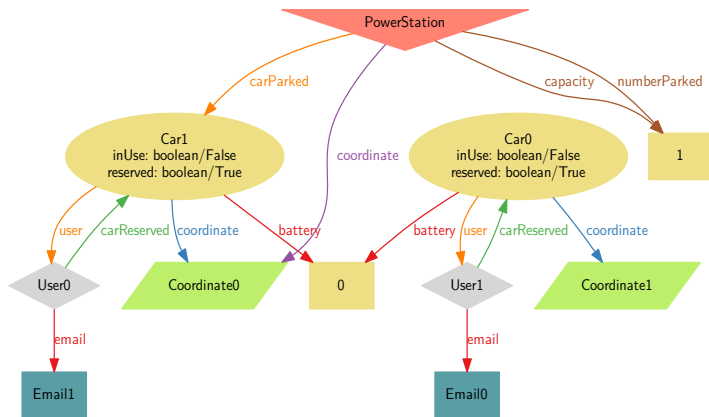 PowerStation
carParked
capacity
numberParked
Car1
inUse: boolean/False
reserved: boolean/True
coordinate
Car0
inUse: boolean/False
reserved: boolean/True
1
user
carReserved
coordinate
battery
battery
user
carReserved
coordinate
User0
Coordinate0
0
User1
Coordinate1
email
email
Email1
Email0